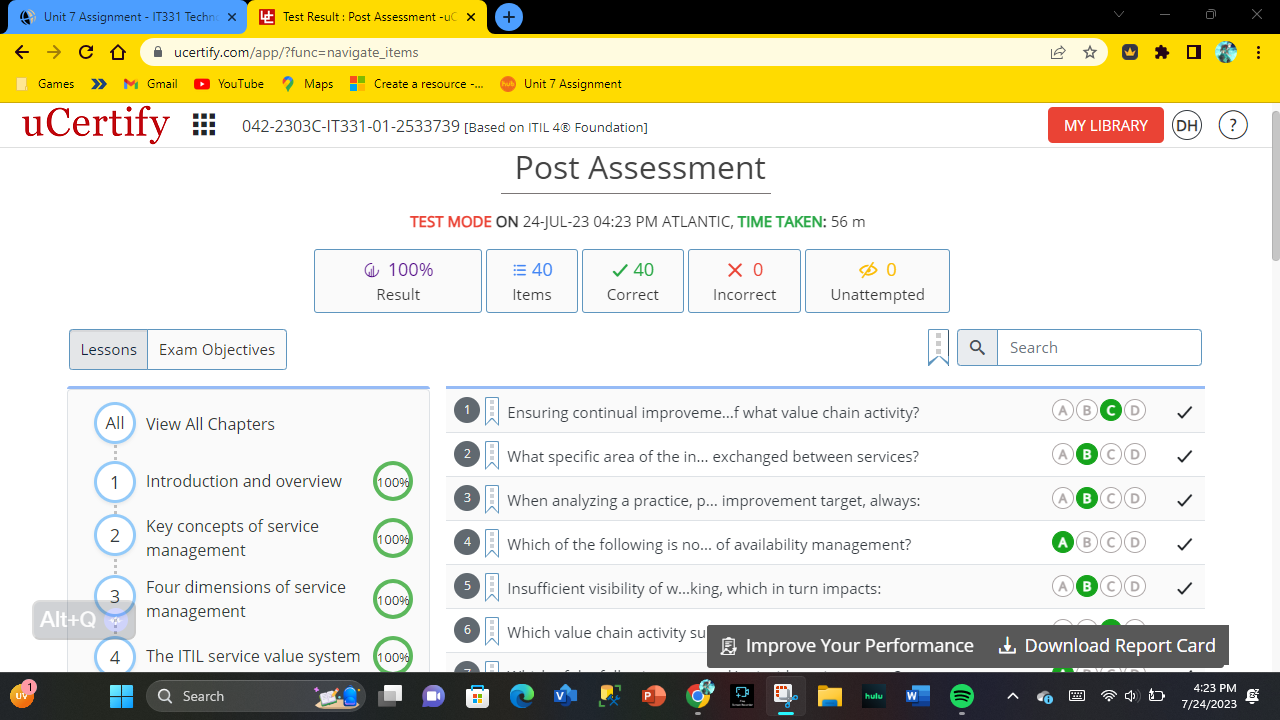 Unit 7 Assignment - IT331 Techno
Test Result : Post Assessment -uC
ucertify.com/app/?func=navigate_items
Games
Gmail
YouTube
Maps
Create a resource -...
hub
Unit 7 Assignment
uCertify
042-2303C-IT331-01-2533739 [Based on ITIL 4® Foundation]
MY LIBRARY
DH
?
Post Assessment
TEST MODE ON 24-JUL-23 04:23 PM ATLANTIC, TIME TAKEN: 56 m
100%
Result
40
Items
40
Correct
0
Incorrect
0
Unattempted
Lessons
Exam Objectives
Search
All
View All Chapters
1
Introduction and overview
100%
2
Key concepts of service
management
100%
3
Four dimensions of service
management
100%
4
The ITIL service value system
100%
Alt+Q
1 Ensuring continual improveme...f what value chain activity? A B C D
2 What specific area of the in... exchanged between services? A B C D
3 When analyzing a practice, p... improvement target, always: A B C D
4 Which of the following is no... of availability management? A B C D
5 Insufficient visibility of w...king, which in turn impacts: A B C D
6 Which value chain activity su
Improve Your Performance
Download Report Card
UV
1
Search
hulu
4:23 PM
7/24/2023